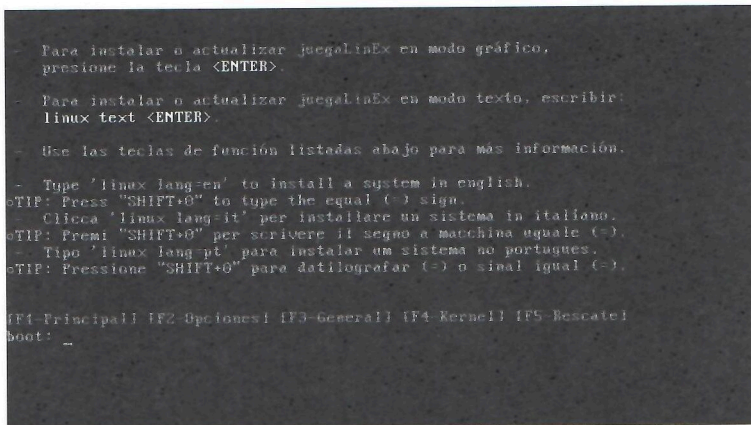 - Para instalar o actualizar juegaLinEx en modo gráfico,
presione la tecla <ENTER>.
- Para instalar o actualizar juegaLinEx en modo texto, escribir:
linux text <ENTER>.
- Use las teclas de función listadas abajo para más información.
- Type 'linux lang=en' to install a system in english.
oTIP: Press "SHIFT+0" to type the equal (=) sign.
- Clicca 'linux lang=it' per installare un sistema in italiano.
oTIP: Premi "SHIFT+0" per scrivere il segno a macchina uguale (=).
- Tipo 'linux lang=pt' para instalar um sistema no portugues.
oTIP: Pressione "SHIFT+0" para datilografar (=) o sinal igual (=).
[F1-Principal] [F2-Opciones] [F3-General] [F4-Kernel] [F5-Rescate]
boot: _